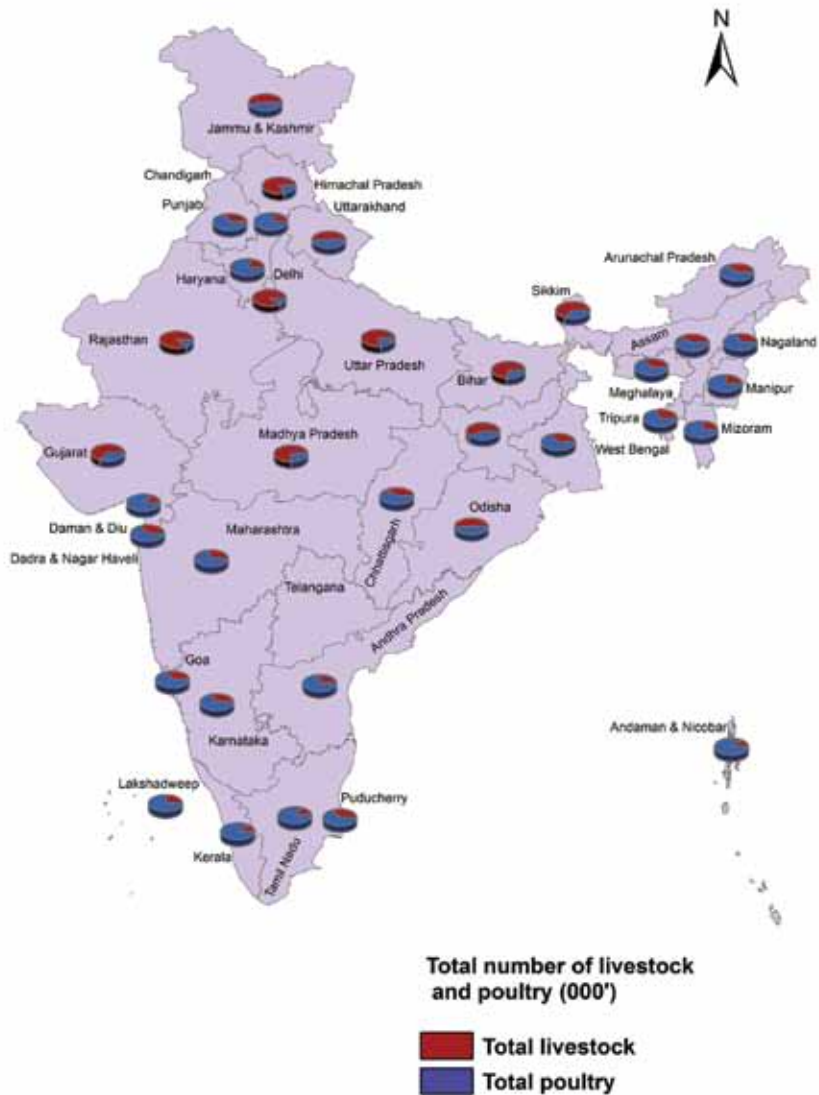 N
Jammu & Kashmir
Chandigarh
Himachal Pradesh
Punjab
Uttarakhand
Arunachal Pradesh
Haryana
Delhi
Sikkim
Rajasthan
Assam
Nagaland
Uttar Pradesh
Bihar
Meghalaya
Manipur
Tripura
Mizoram
Gujarat
Madhya Pradesh
West Bengal
Daman & Diu
Maharashtra
Chhattisgarh
Odisha
Dadra & Nagar Haveli
Telangana
Andhra Pradesh
Goa
Andaman & Nicobar
Karnataka
Lakshadweep
Puducherry
Kerala
Tamil Nadu
Total number of livestock
and poultry (000')
Total livestock
Total poultry